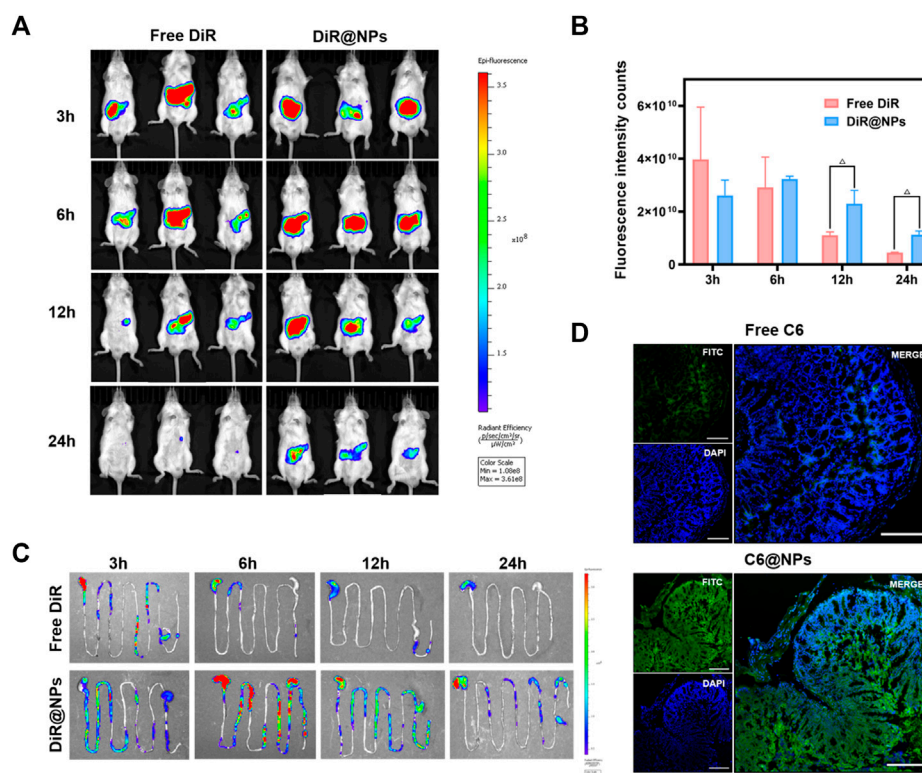 A
Free DiR
DiR@NPs
3h
6h
12h
24h
Epi-fluorescence
3.5
3.0
2.5
×10⁸
2.0
1.5
Radiant Efficiency
(p/sec/cm²/sr / μW/cm²)
Color Scale
Min = 1.08e8
Max = 3.61e8
B
Fluorescence intensity counts
6×10¹⁰
4×10¹⁰
2×10¹⁰
0
Free DiR
DiR@NPs
△
△
3h
6h
12h
24h
C
3h
6h
12h
24h
Free DiR
DiR@NPs
D
Free C6
FITC
DAPI
MERGE
C6@NPs
FITC
DAPI
MERGE